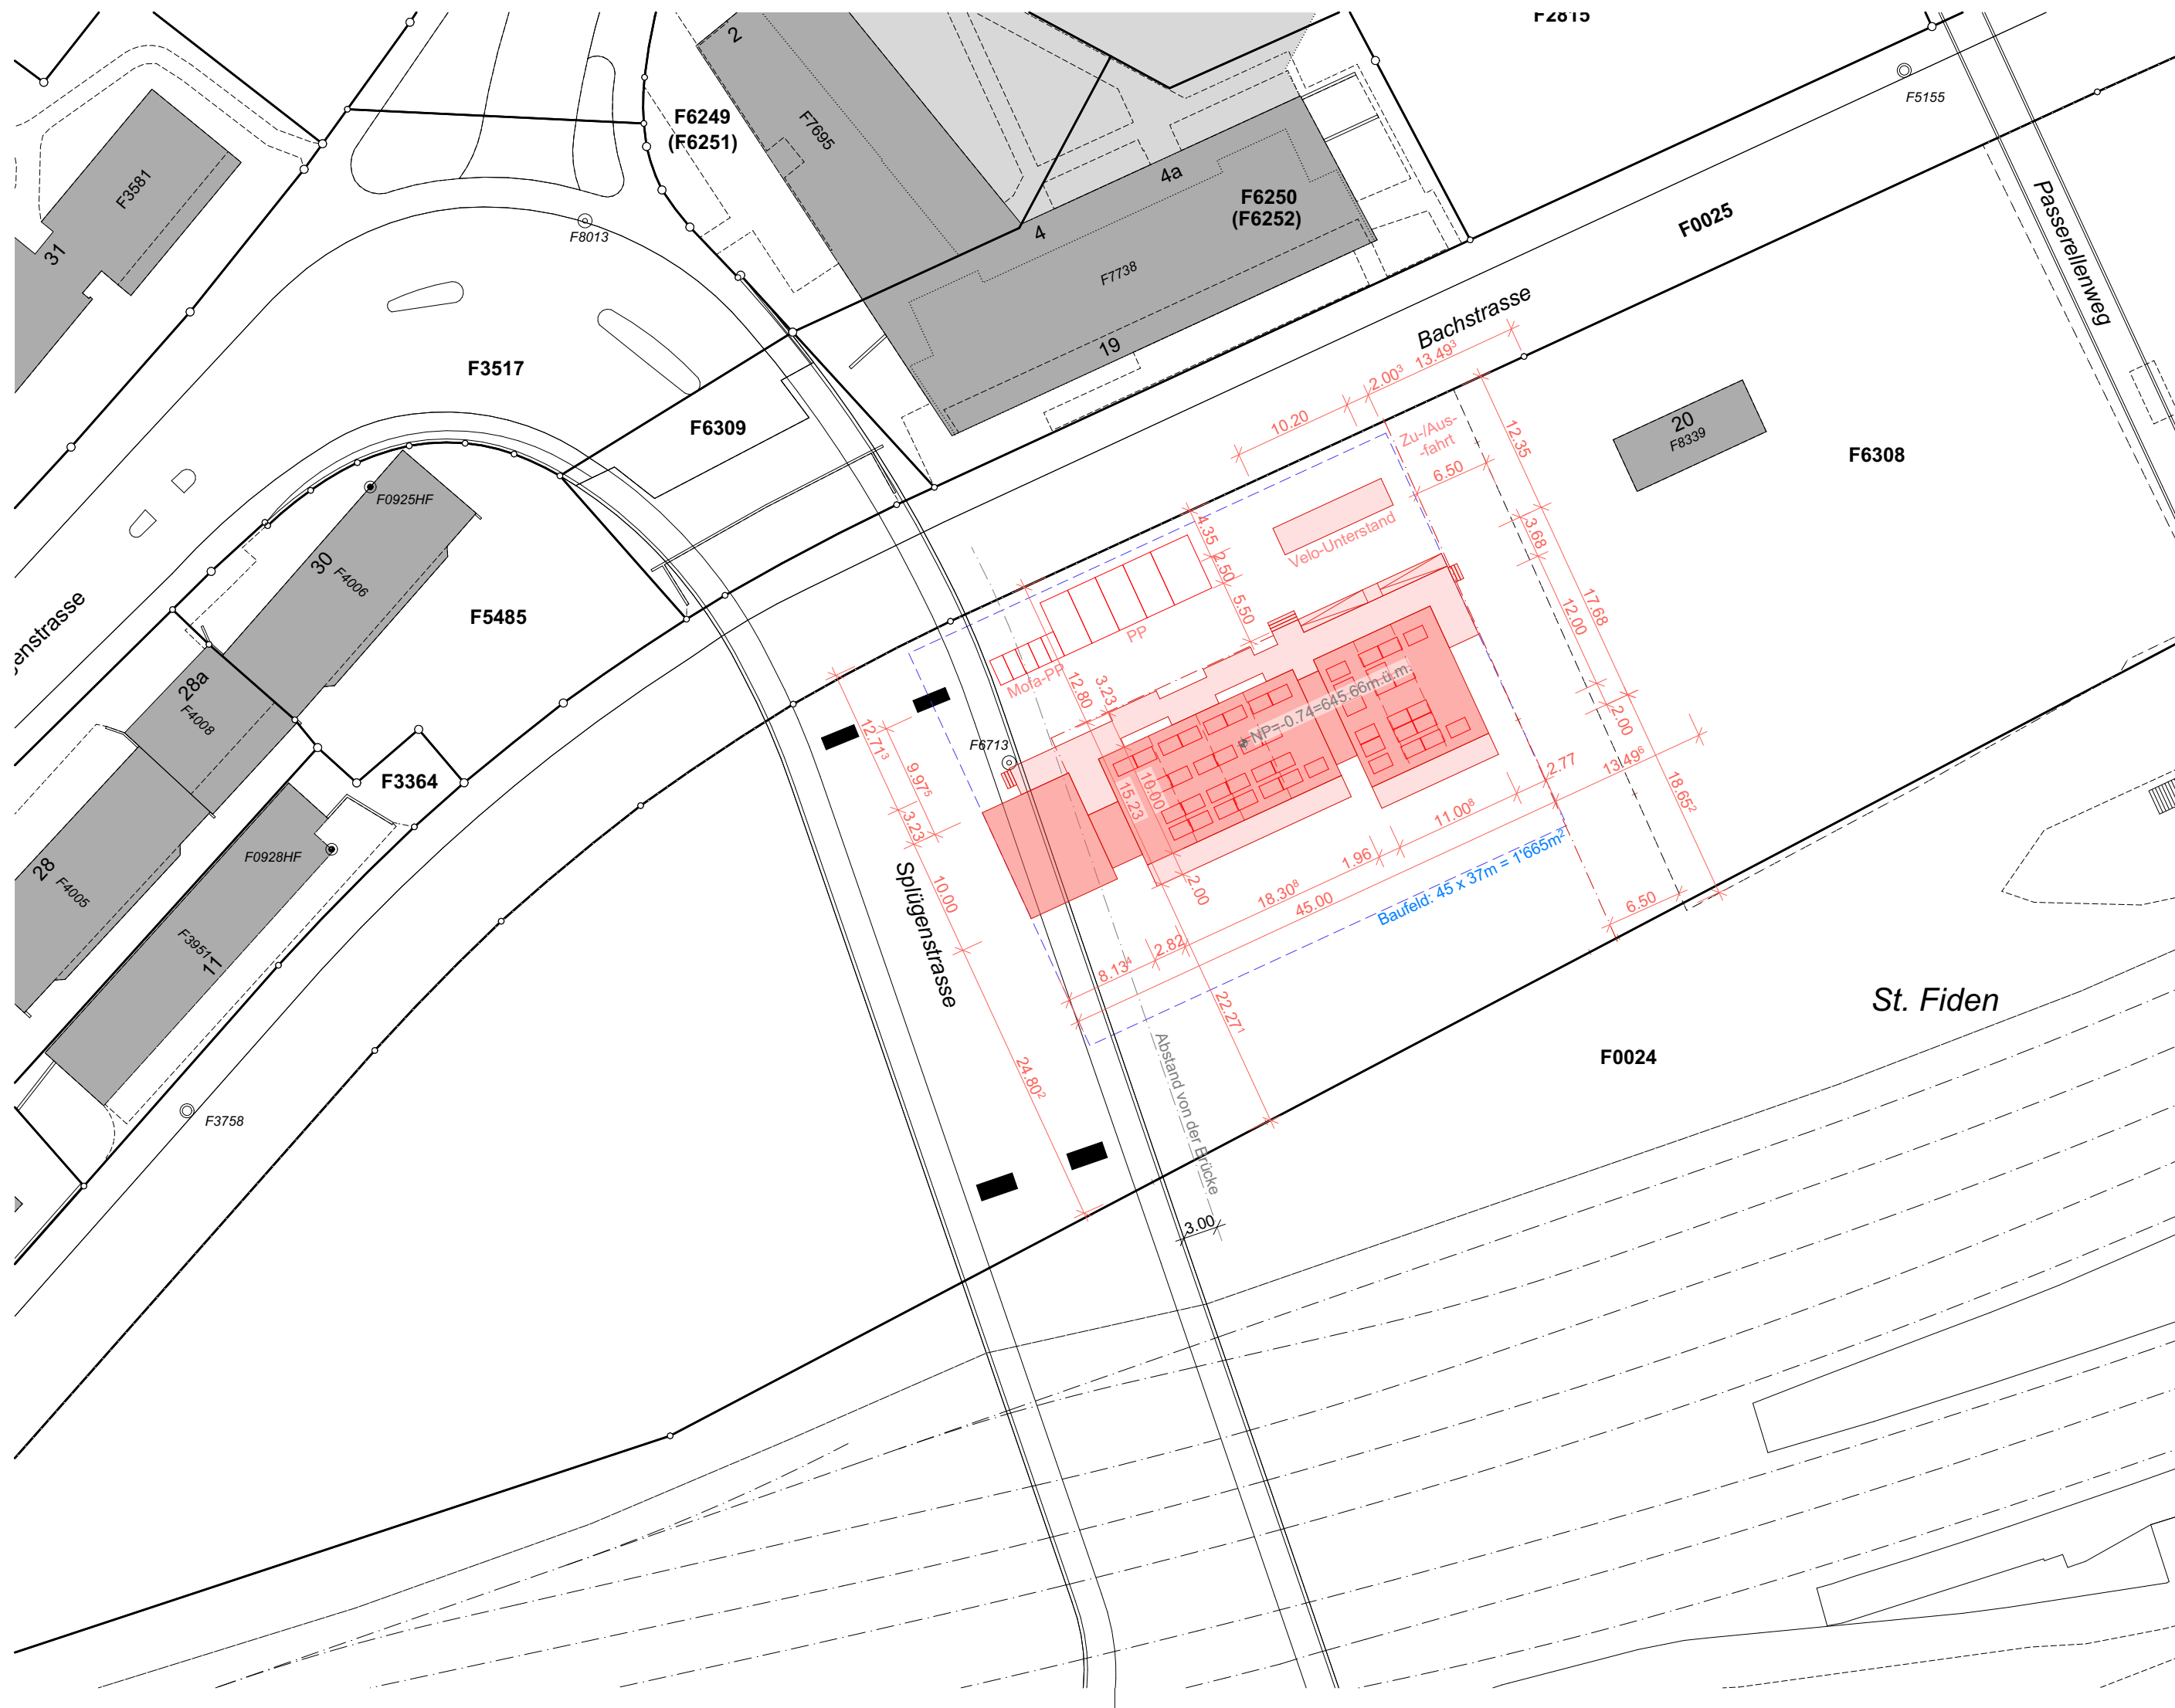 F2815
2
F7695
F6249
(F6251)
F5155
F3581
31
4a
F6250
(F6252)
F0025
Passerellenweg
F8013
4
F7738
19
Bachstrasse
F3517
13.49³
2.00³
10.20
Zu-/Aus-
-fahrt
6.50
12.35
20
F8339
F6308
F6309
F0925HF
30
F4006
F5485
4.35
2.50
5.50
Velo-Unterstand
3.68
17.68
12.00
PP
Mofa-PP
12.80
3.23
NP=-0.74=645.66m.ü.m.
2.00
28a
F4008
F6713
12.71³
9.97⁵
3.23
10.00
15.23
10.00
2.00
2.77
13.49⁶
18.65²
11.00⁸
1.96
18.30⁸
45.00
Baufeld: 45 x 37m = 1'665m²
6.50
2.82
8.13⁴
22.27¹
24.80²
F3364
F0928HF
28
F4005
F3951
11
Splügenstrasse
enstrasse
St. Fiden
F0024
F3758
Abstand von der Brücke
3.00